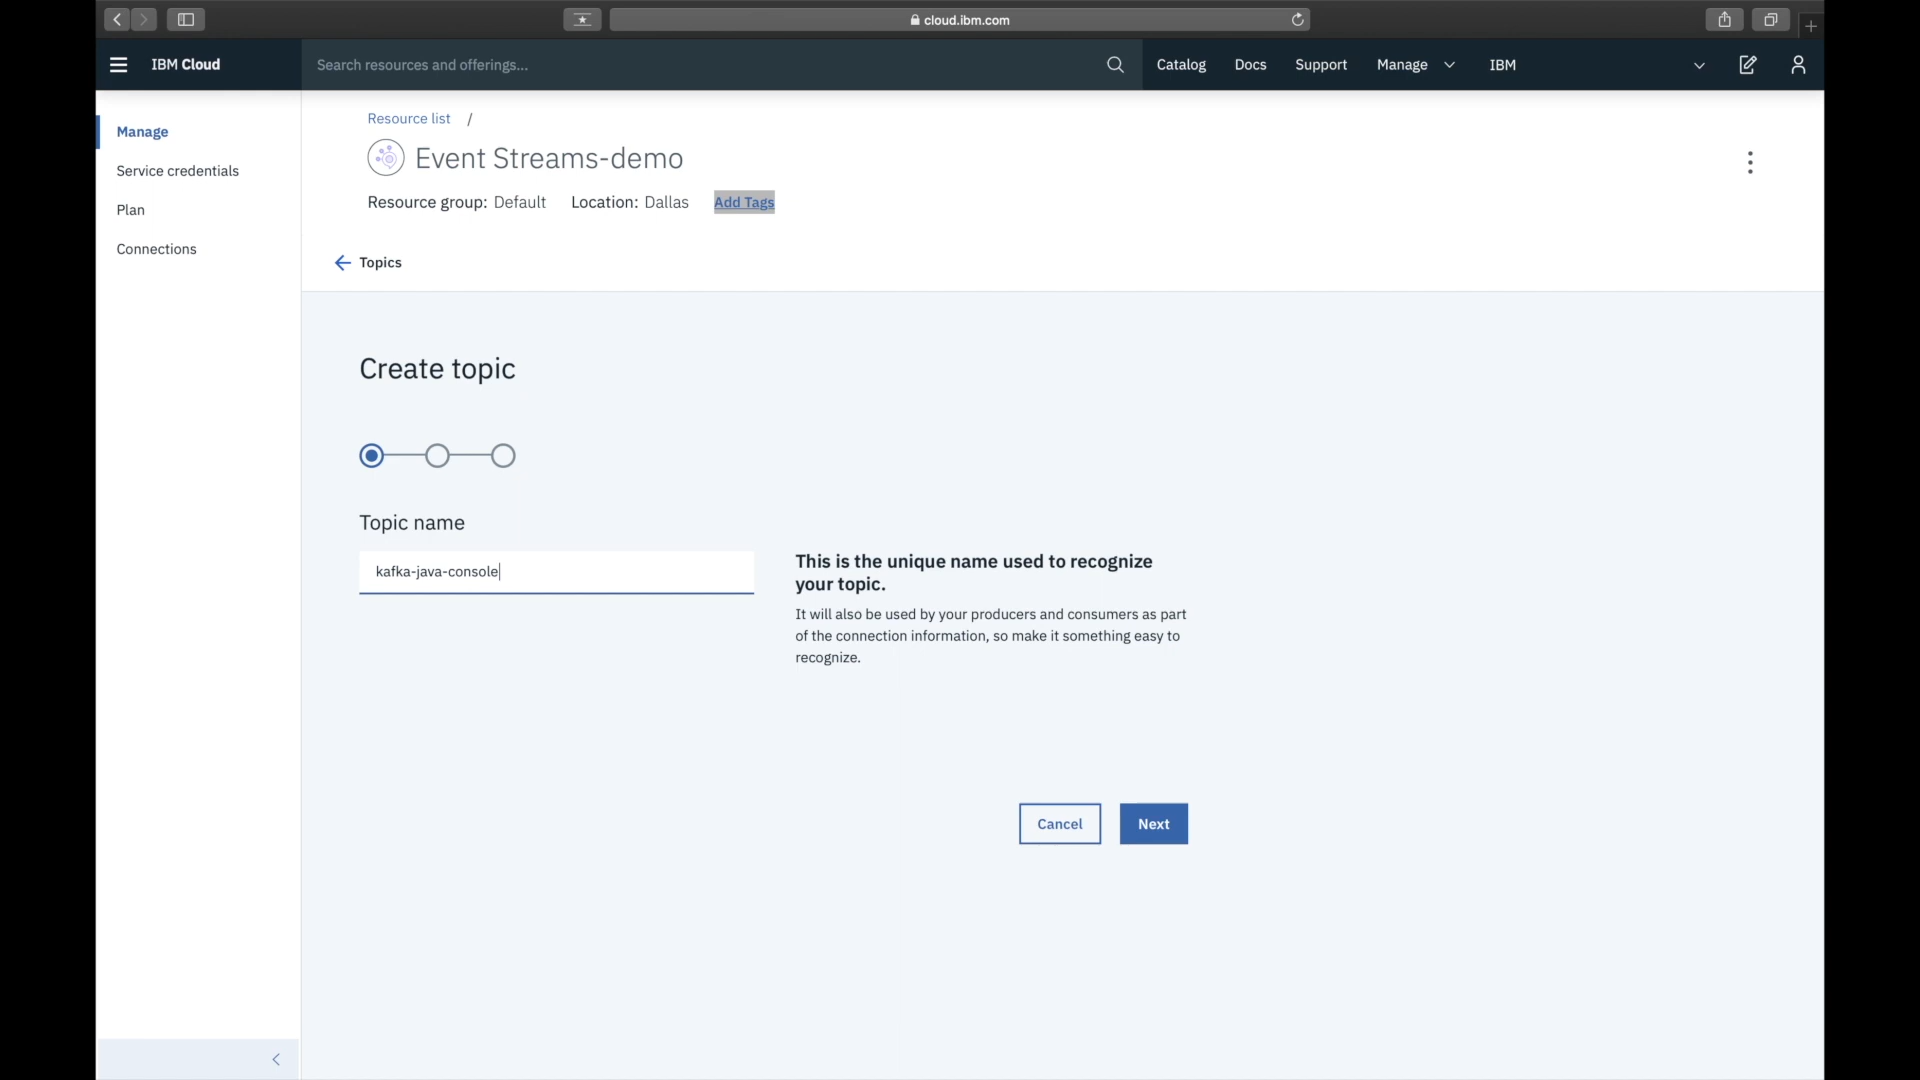 cloud.ibm.com
IBM Cloud
Search resources and offerings...
Catalog
Docs
Support
Manage
IBM
Manage
Service credentials
Plan
Connections
Resource list /
Event Streams-demo
Resource group: Default Location: Dallas Add Tags
Topics
Create topic
Topic name
kafka-java-console
This is the unique name used to recognize
your topic.
It will also be used by your producers and consumers as part
of the connection information, so make it something easy to
recognize.
Cancel
Next